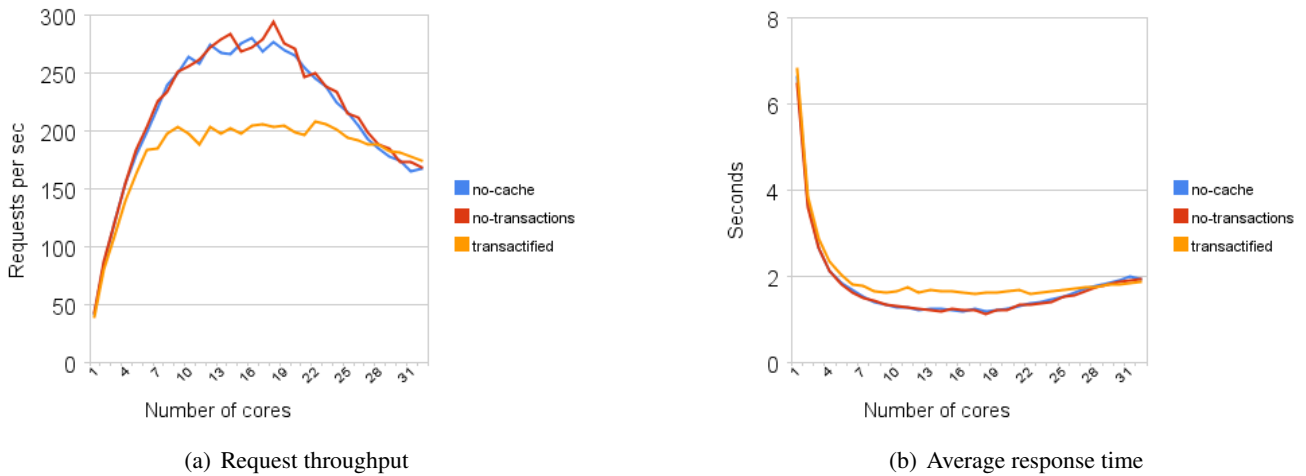 300
250
200
150
100
50
0
Requests per sec
1 4 7 10 13 16 19 22 25 28 31
Number of cores
no-cache
no-transactions
transactified
(a) Request throughput
8
6
4
2
0
Seconds
1 4 7 10 13 16 19 22 25 28 31
Number of cores
no-cache
no-transactions
transactified
(b) Average response time